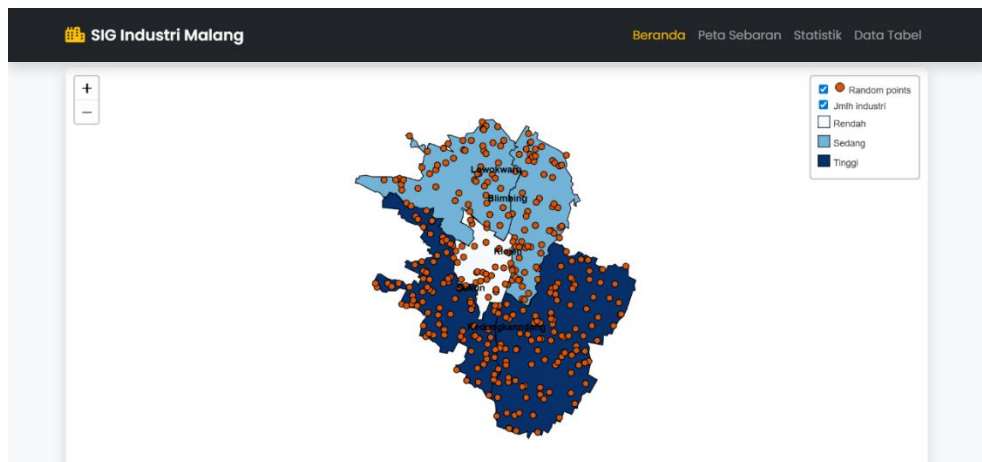 SIG Industri Malang
Beranda Peta Sebaran Statistik Data Tabel
+
−
Random points
Jmlh industri
Rendah
Sedang
Tinggi
Lowokwaru
Blimbing
Klojen
Sukun
Kedungkanndang